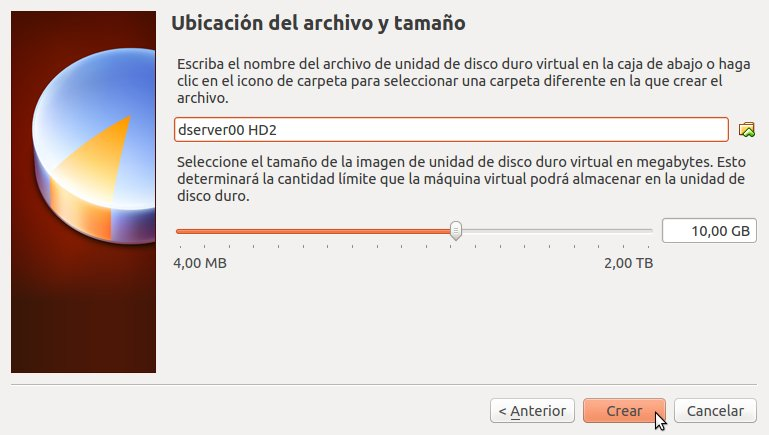 Ubicación del archivo y tamaño
Escriba el nombre del archivo de unidad de disco duro virtual en la caja de abajo o haga
clic en el icono de carpeta para seleccionar una carpeta diferente en la que crear el
archivo.
dserver00 HD2
Seleccione el tamaño de la imagen de unidad de disco duro virtual en megabytes. Esto
determinará la cantidad límite que la máquina virtual podrá almacenar en la unidad de
disco duro.
10,00 GB
4,00 MB 2,00 TB
< Anterior Crear Cancelar